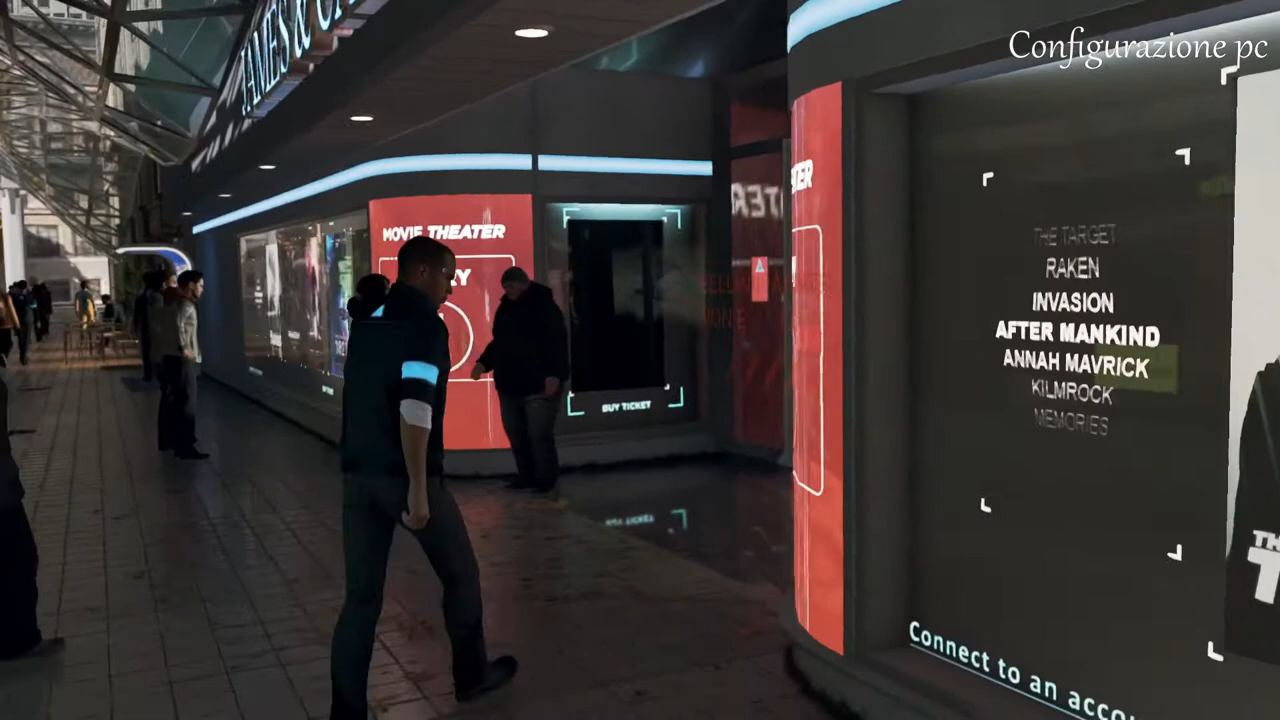 Configurazione pc
JAMES &
MOVIE THEATER
BUY TICKET
THE TARGET
RAKEN
INVASION
AFTER MANKIND
ANNAH MAVRICK
KILMROCK
MEMORIES
Connect to an acco